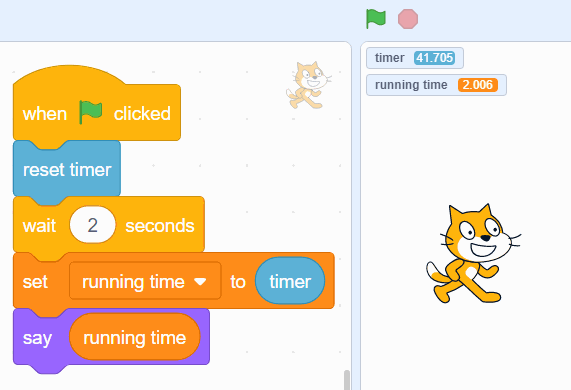 when clicked
reset timer
wait 2 seconds
set running time to timer
say running time
timer 41.705
running time 2.006